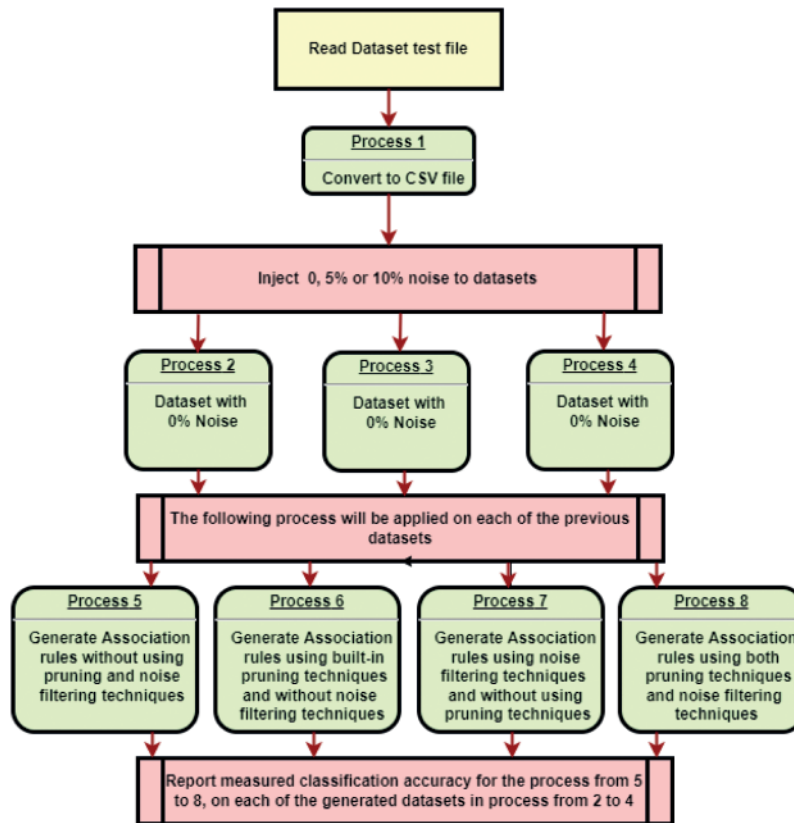 Read Dataset test file
Process 1
Convert to CSV file
Inject 0, 5% or 10% noise to datasets
Process 2
Dataset with
0% Noise
Process 3
Dataset with
0% Noise
Process 4
Dataset with
0% Noise
The following process will be applied on each of the previous
datasets
Process 5
Generate Association
rules without using
pruning and noise
filtering techniques
Process 6
Generate Association
rules using built-in
pruning techniques
and without noise
filtering techniques
Process 7
Generate Association
rules using noise
filtering techniques
and without using
pruning techniques
Process 8
Generate Association
rules using both
pruning techniques
and noise filtering
techniques
Report measured classification accuracy for the process from 5
to 8, on each of the generated datasets in process from 2 to 4